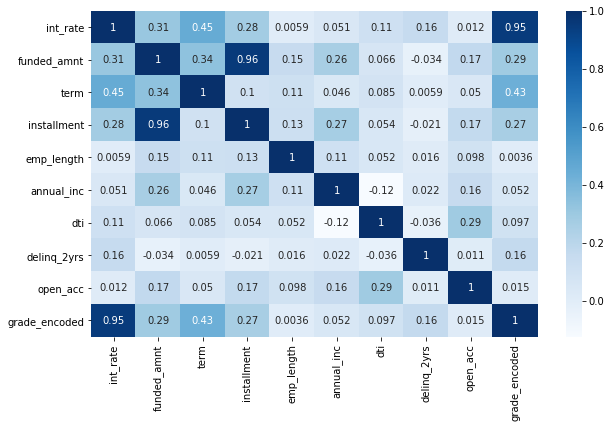 int_rate 1 0.31 0.45 0.28 0.0059 0.051 0.11 0.16 0.012 0.95
funded_amnt 0.31 1 0.34 0.96 0.15 0.26 0.066 -0.034 0.17 0.29
term 0.45 0.34 1 0.1 0.11 0.046 0.085 0.0059 0.05 0.43
installment 0.28 0.96 0.1 1 0.13 0.27 0.054 -0.021 0.17 0.27
emp_length 0.0059 0.15 0.11 0.13 1 0.11 0.052 0.016 0.098 0.0036
annual_inc 0.051 0.26 0.046 0.27 0.11 1 -0.12 0.022 0.16 0.052
dti 0.11 0.066 0.085 0.054 0.052 -0.12 1 -0.036 0.29 0.097
delinq_2yrs 0.16 -0.034 0.0059 -0.021 0.016 0.022 -0.036 1 0.011 0.16
open_acc 0.012 0.17 0.05 0.17 0.098 0.16 0.29 0.011 1 0.015
grade_encoded 0.95 0.29 0.43 0.27 0.0036 0.052 0.097 0.16 0.015 1
int_rate
funded_amnt
term
installment
emp_length
annual_inc
dti
delinq_2yrs
open_acc
grade_encoded
1.0
0.8
0.6
0.4
0.2
0.0